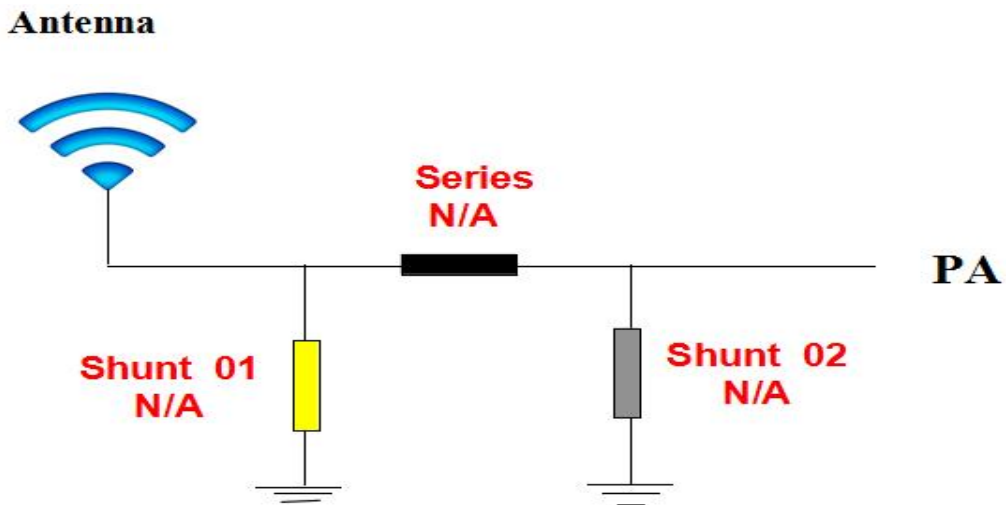 Antenna
Series
N/A
PA
Shunt 01
N/A
Shunt 02
N/A